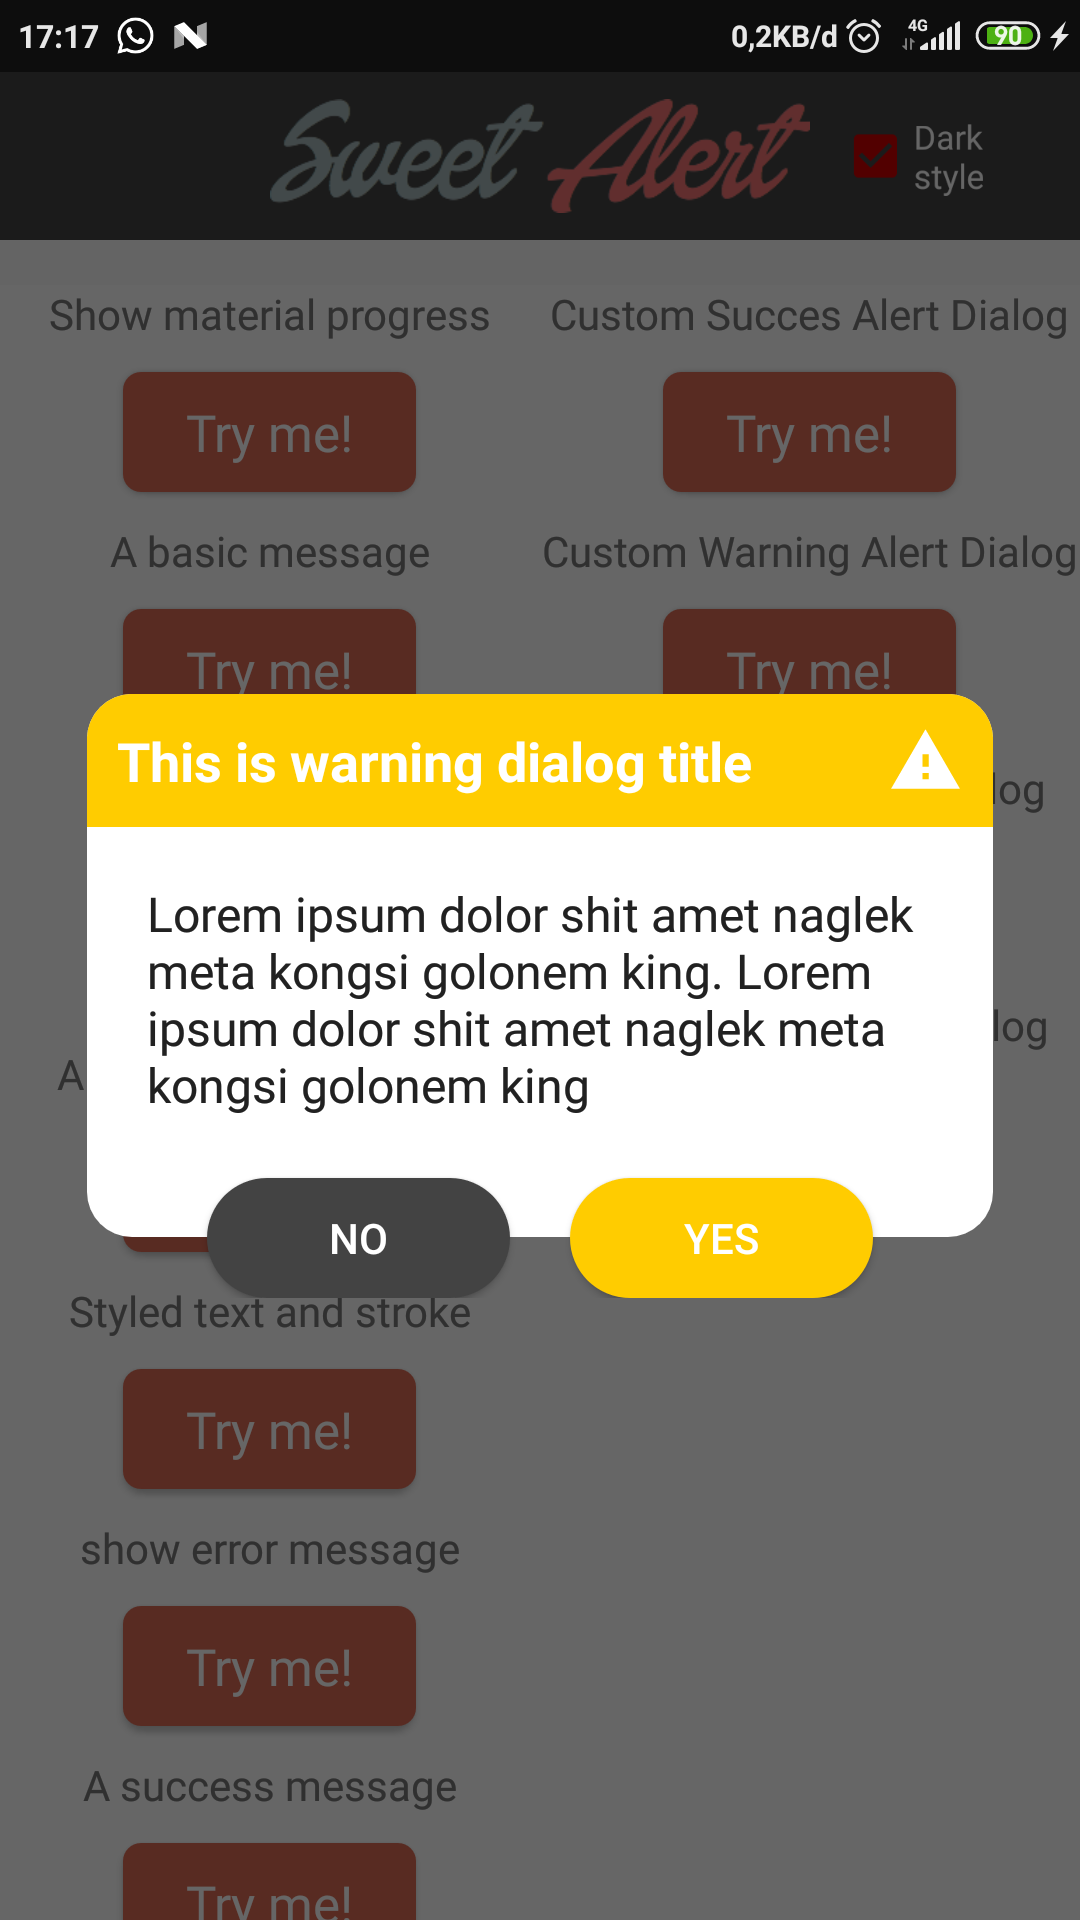 17:17 0,2KB/d 4G 90
Sweet Alert Dark
style
Show material progress Custom Succes Alert Dialog
Try me! Try me!
A basic message Custom Warning Alert Dialog
Try me! Try me!
This is warning dialog title
log
Lorem ipsum dolor shit amet naglek
meta kongsi golonem king. Lorem
ipsum dolor shit amet naglek meta
log
kongsi golonem king
A
NO YES
Styled text and stroke
Try me!
show error message
Try me!
A success message
Try me!